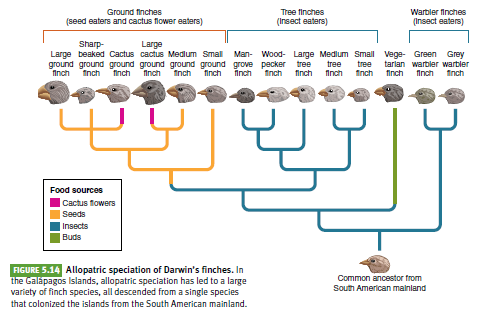 Ground finches
(seed eaters and cactus flower eaters)
Tree finches
(Insect eaters)
Warbler finches
(Insect eaters)
Large
ground
finch
Sharp-
beaked
ground
finch
Cactus
ground
finch
Large
cactus
ground
finch
Medium
ground
finch
Small
ground
finch
Man-
grove
finch
Wood-
pecker
finch
Large
tree
finch
Medium
tree
finch
Small
tree
finch
Vege-
tarian
finch
Green
warbler
finch
Grey
warbler
finch
Food sources
Cactus flowers
Seeds
Insects
Buds
Common ancestor from
South American mainland
FIGURE 5.14 Allopatric speciation of Darwin's finches. In
the Galápagos Islands, allopatric speciation has led to a large
variety of finch species, all descended from a single species
that colonized the islands from the South American mainland.